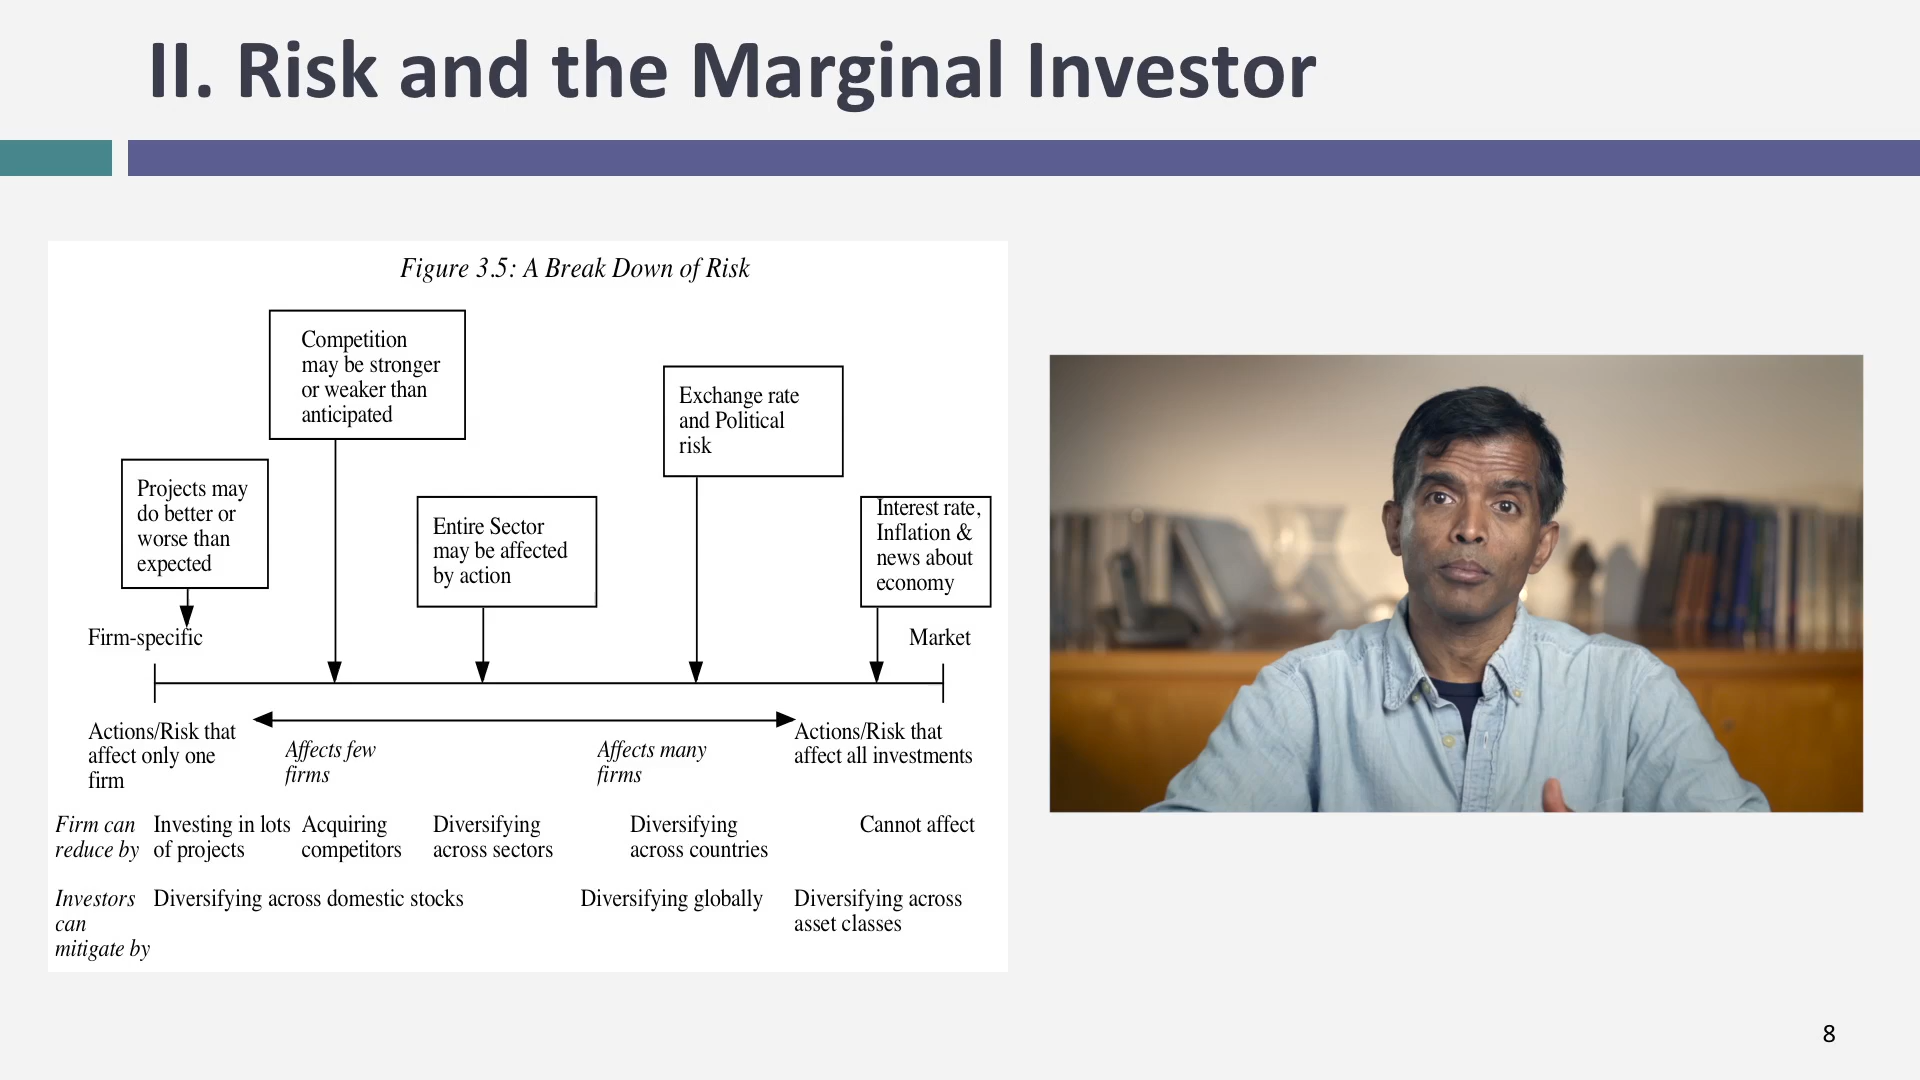 II. Risk and the Marginal Investor
Figure 3.5: A Break Down of Risk
Competition
may be stronger
or weaker than
anticipated
Exchange rate
and Political
risk
Projects may
do better or
worse than
expected
Entire Sector
may be affected
by action
Interest rate,
Inflation &
news about
economy
Firm-specific
Market
Actions/Risk that
affect only one
firm
Affects few
firms
Affects many
firms
Actions/Risk that
affect all investments
Firm can
reduce by
Investing in lots
of projects
Acquiring
competitors
Diversifying
across sectors
Diversifying
across countries
Cannot affect
Investors
can
mitigate by
Diversifying across domestic stocks
Diversifying globally
Diversifying across
asset classes
8